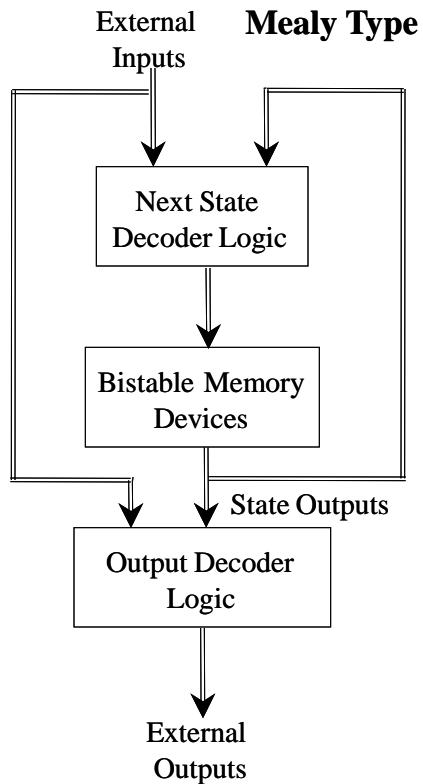 External
Inputs
Mealy Type
Next State
Decoder Logic
Bistable Memory
Devices
State Outputs
Output Decoder
Logic
External
Outputs